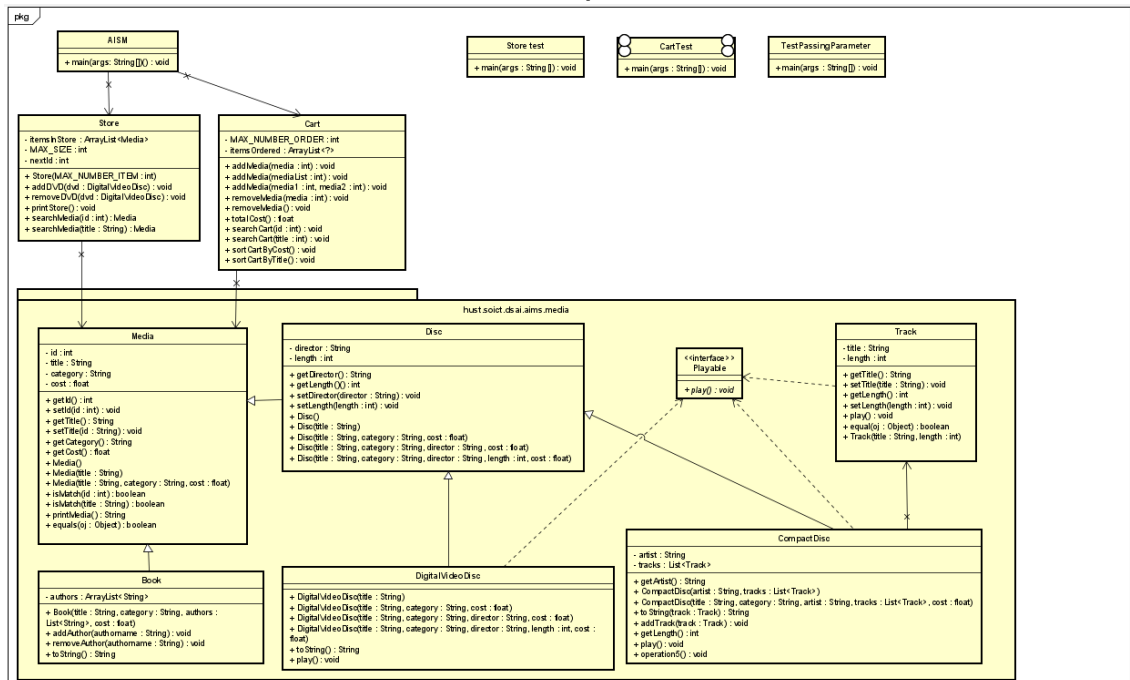 pkg
AISM
+ main(args : String[])() : void
Store test
+ main(args : String []) : void
CartTest
+ main(args : String[]) : void
TestPassingParameter
+ main(args : String[]) : void
Store
- itemsInStore : ArrayList<Media>
- MAX_SIZE : int
- nextId : int
+ Store(MAX_NUMBER_ITEM : int)
+ addDVD(dvd : DigitalVideoDisc) : void
+ removeDVD(dvd : DigitalVideoDisc) : void
+ printStore() : void
+ searchMedia(id : int) : Media
+ searchMedia(title : String) : Media
Cart
- MAX_NUMBER_ORDER : int
- itemsOrdered : ArrayList<?>
+ addMedia(media : int) : void
+ addMedia(mediaList : int) : void
+ addMedia(media1 : int, media2 : int) : void
+ removeMedia(media : int) : void
+ removeMedia() : void
+ totalCost() : float
+ searchCart(id : int) : void
+ searchCart(title : int) : void
+ sortCartByCost() : void
+ sortCartByTitle() : void
hust.soict.dsai.aims.media
Media
- id : int
- title : String
- category : String
- cost : float
+ getId() : int
+ setId(id : int) : void
+ getTitle() : String
+ setTitle(id : String) : void
+ getCategory() : String
+ getCost() : float
+ Media()
+ Media(title : String)
+ Media(title : String, category : String, cost : float)
+ isMatch(id : int) : boolean
+ isMatch(title : String) : boolean
+ printMedia() : String
+ equals(oj : Object) : boolean
Disc
- director : String
- length : int
+ getDirector() : String
+ getLength ()() : int
+ setDirector(director : String) : void
+ setLength(length : int) : void
+ Disc()
+ Disc(title : String)
+ Disc(title : String, category : String, cost : float)
+ Disc(title : String, category : String, director : String, cost : float)
+ Disc(title : String, category : String, director : String, length : int, cost : float)
<<interface>>
Playable
+ play() : void
Track
- title : String
- length : int
+ getTitle() : String
+ setTitle(title : String) : void
+ getLength() : int
+ setLength(length : int) : void
+ play() : void
+ equal(oj : Object) : boolean
+ Track(title : String, length : int)
Book
- authors : ArrayList<String>
+ Book(title : String, category : String, authors :
List<String>, cost : float)
+ addAuthor(authorname : String) : void
+ removeAuthor(authorname : String) : void
+ toString() : String
DigitalVideoDisc
+ DigitalVideoDisc(title : String)
+ DigitalVideoDisc(title : String, category : String, cost : float)
+ DigitalVideoDisc(title : String, category : String, director : String, cost : float)
+ DigitalVideoDisc(title : String, category : String, director : String, length : int, cost :
float)
+ toString() : String
+ play() : void
CompactDisc
- artist : String
- tracks : List<Track>
+ getArtist() : String
+ CompactDisc(artist : String, tracks : List<Track>)
+ CompactDisc(title : String, category : String, artist : String, tracks : List<Track>, cost : float)
+ toString(track : Track) : String
+ addTrack(track : Track) : void
+ getLength() : int
+ play() : void
+ operation5() : void